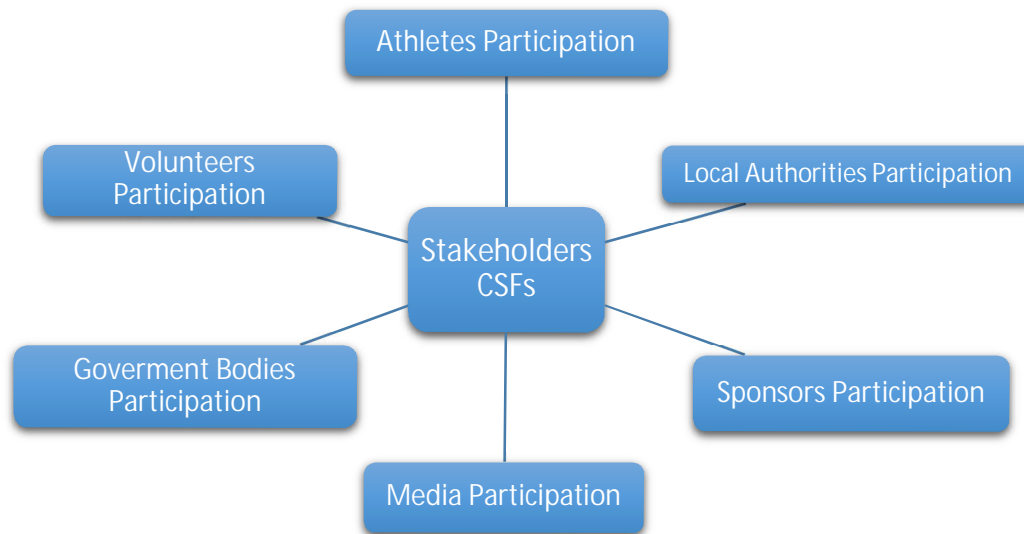 Athletes Participation
Volunteers
Participation
Local Authorities Participation
Stakeholders
CSFs
Goverment Bodies
Participation
Sponsors Participation
Media Participation